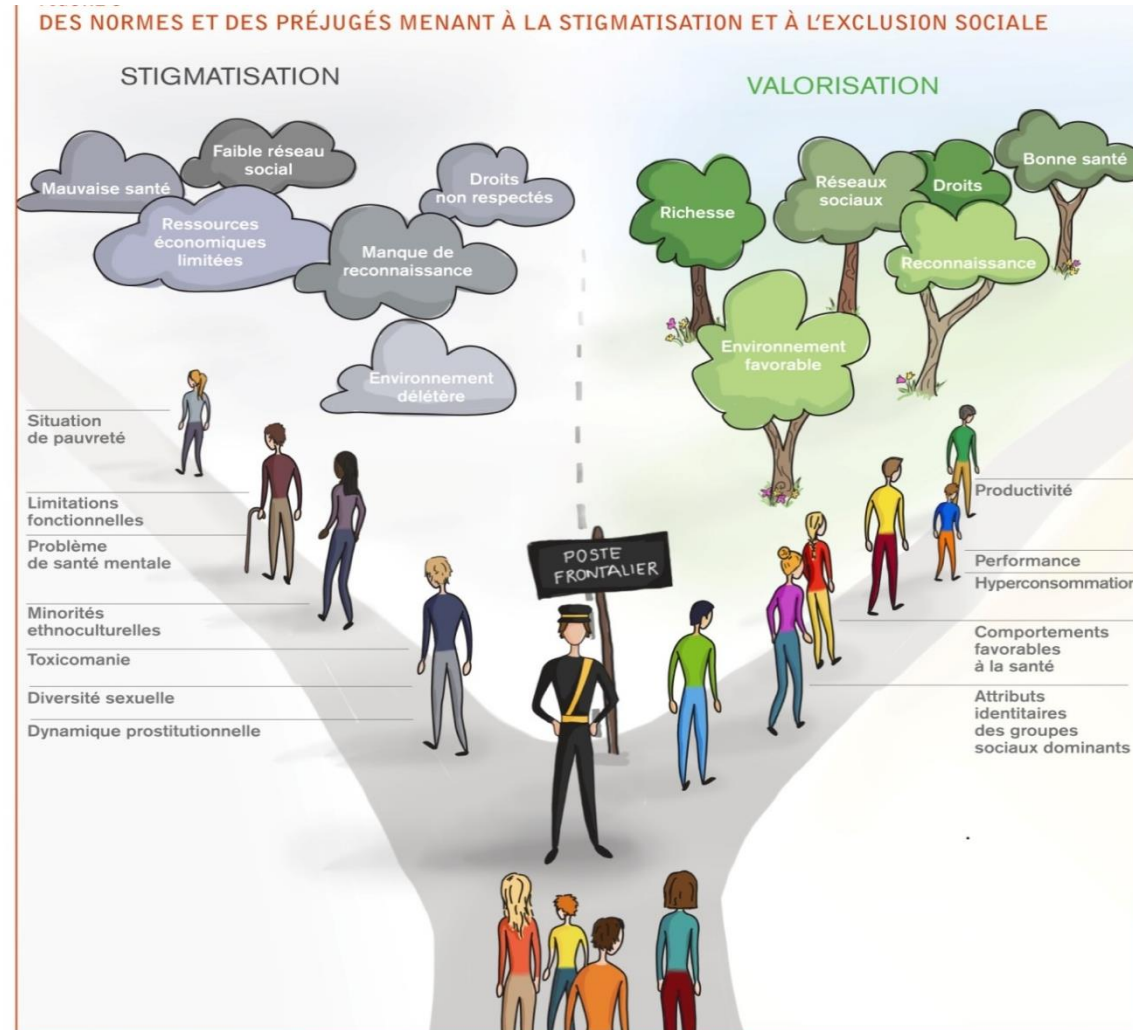 DES NORMES ET DES PRÉJUGÉS MENANT À LA STIGMATISATION ET À L'EXCLUSION SOCIALE
STIGMATISATION
Mauvaise santé
Faible réseau
social
Droits
non respectés
Ressources
économiques
limitées
Manque de
reconnaissance
Environnement
délétère
VALORISATION
Richesse
Réseaux
sociaux
Droits
Bonne santé
Reconnaissance
Environnement
favorable
Situation
de pauvreté
Limitations
fonctionnelles
Problème
de santé mentale
Minorités
ethnoculturelles
Toxicomanie
Diversité sexuelle
Dynamique prostitutionnelle
POSTE
FRONTALIER
Productivité
Performance
Hyperconsommation
Comportements
favorables
à la santé
Attributs
identitaires
des groupes
sociaux dominants